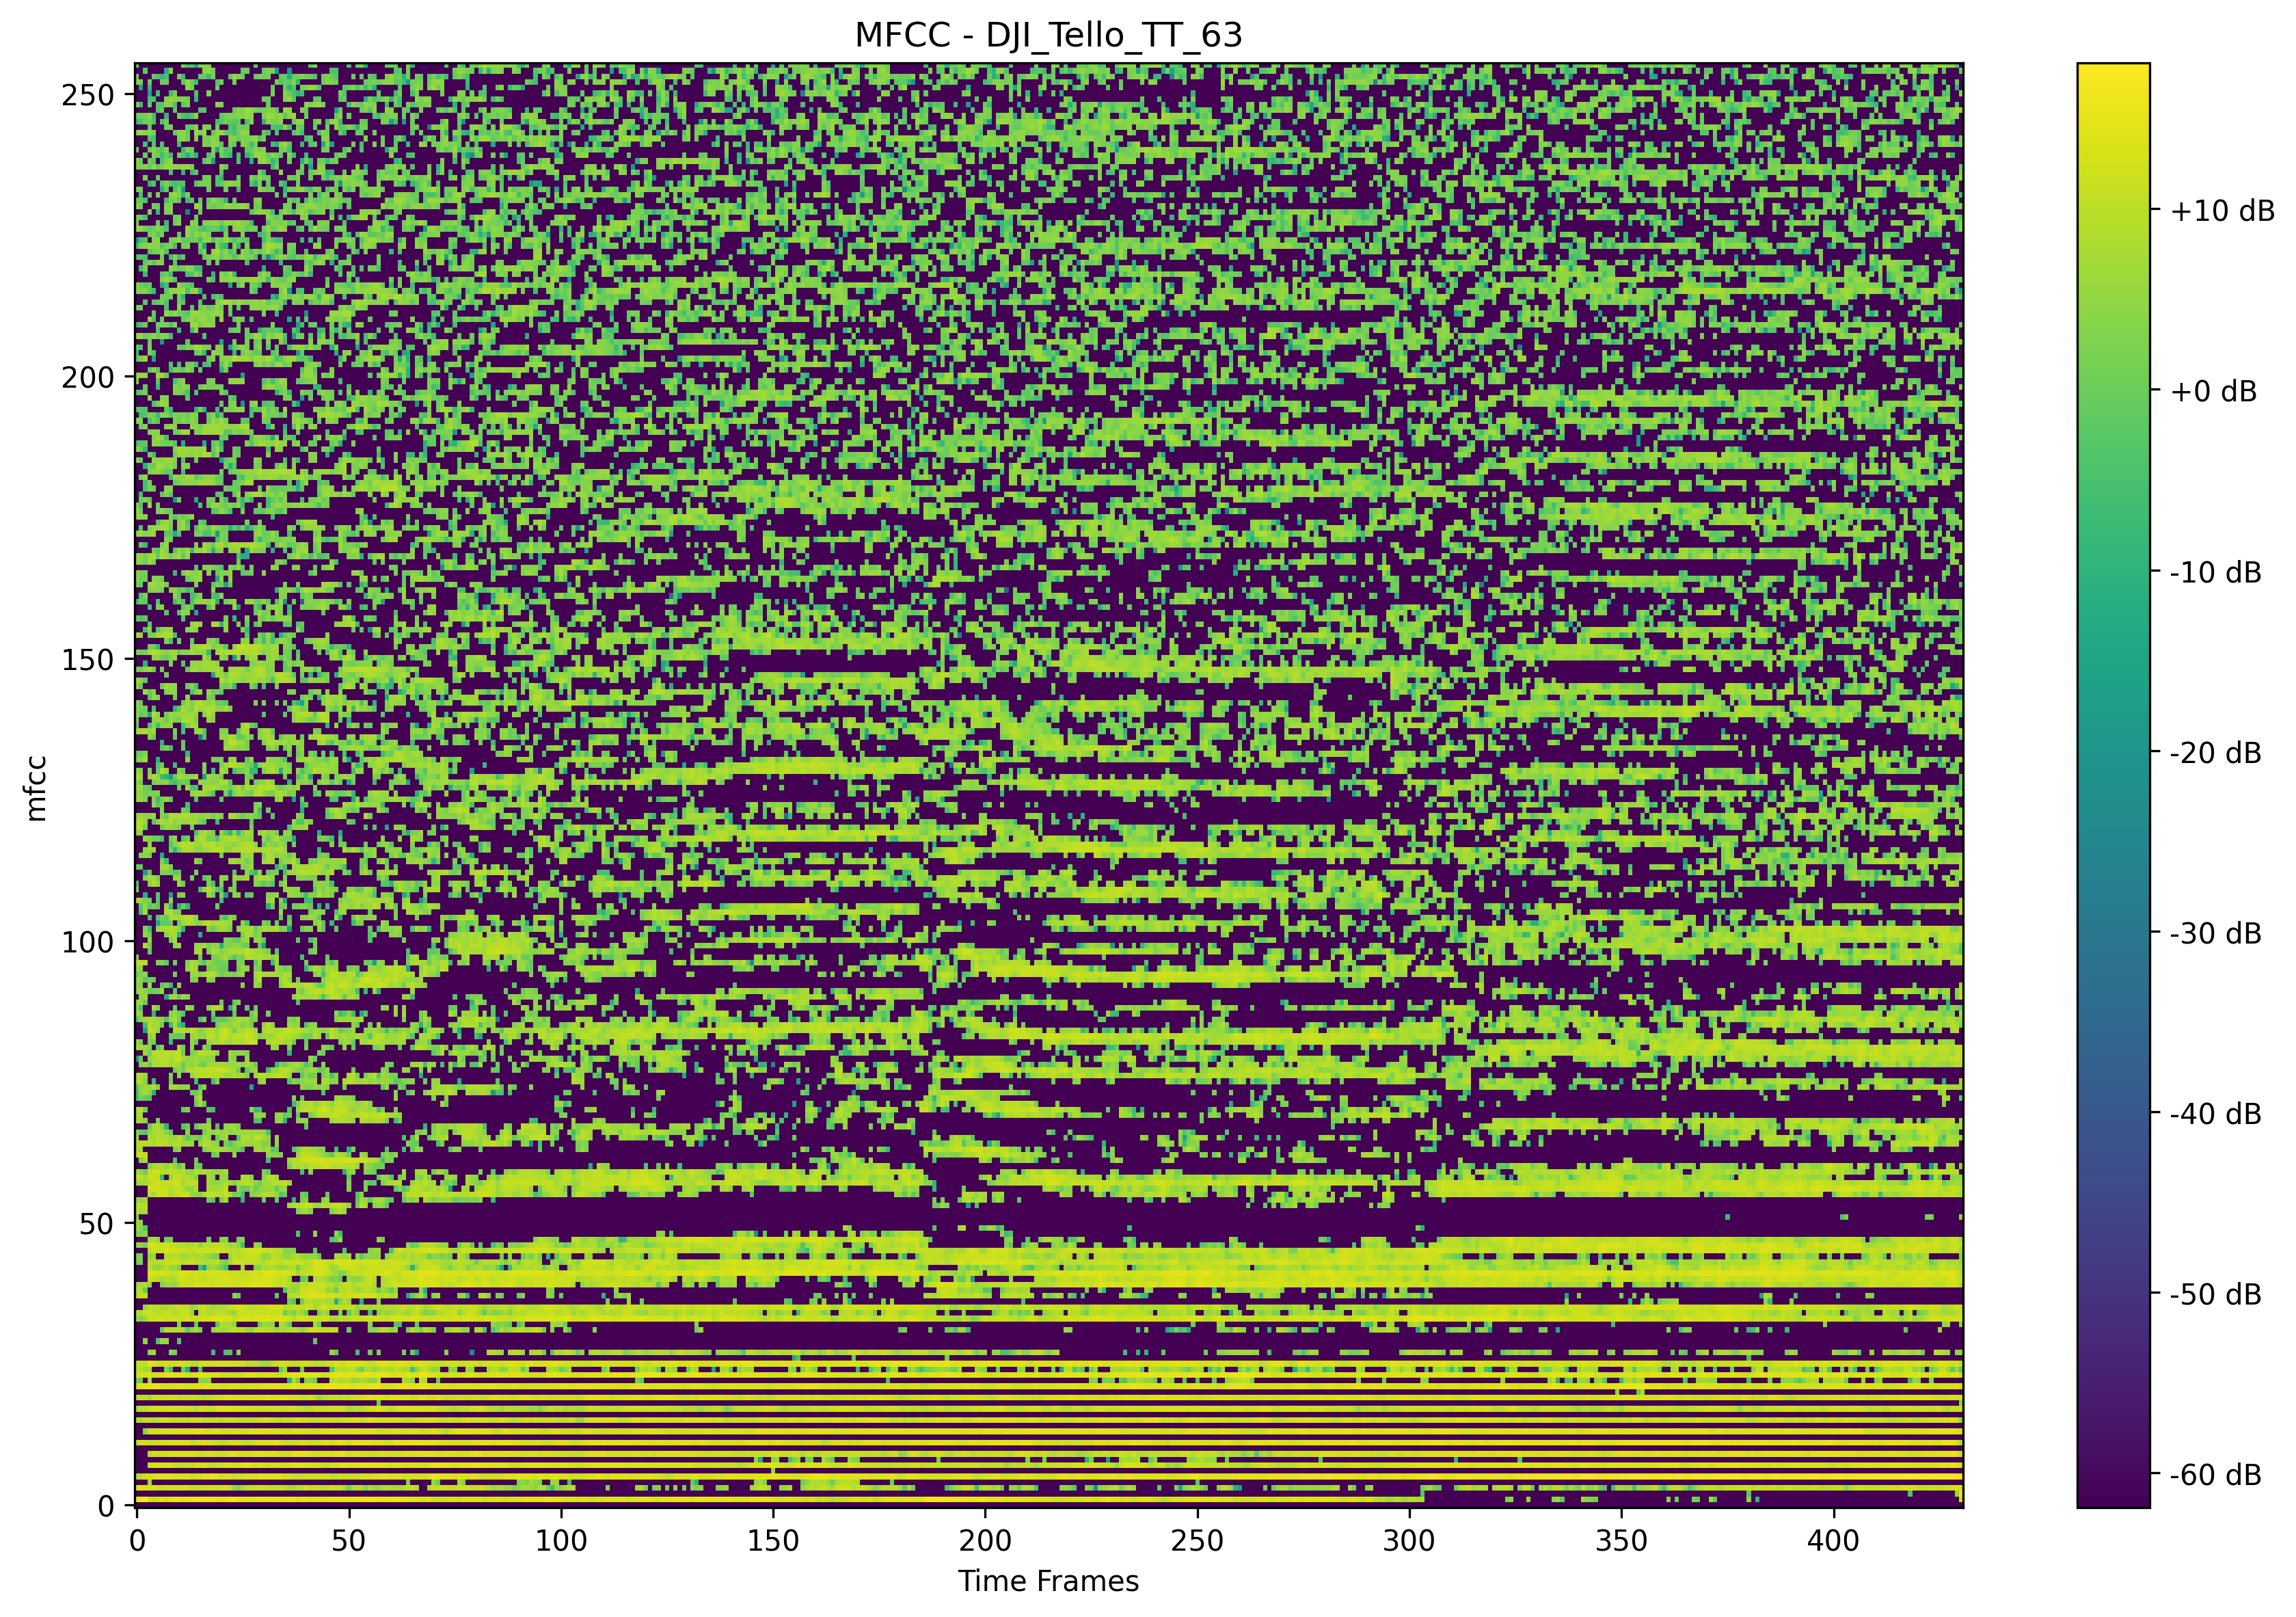 MFCC - DJI_Tello_TT_63
250
200
150
100
50
0
mfcc
0 50 100 150 200 250 300 350 400
Time Frames
+10 dB
+0 dB
-10 dB
-20 dB
-30 dB
-40 dB
-50 dB
-60 dB